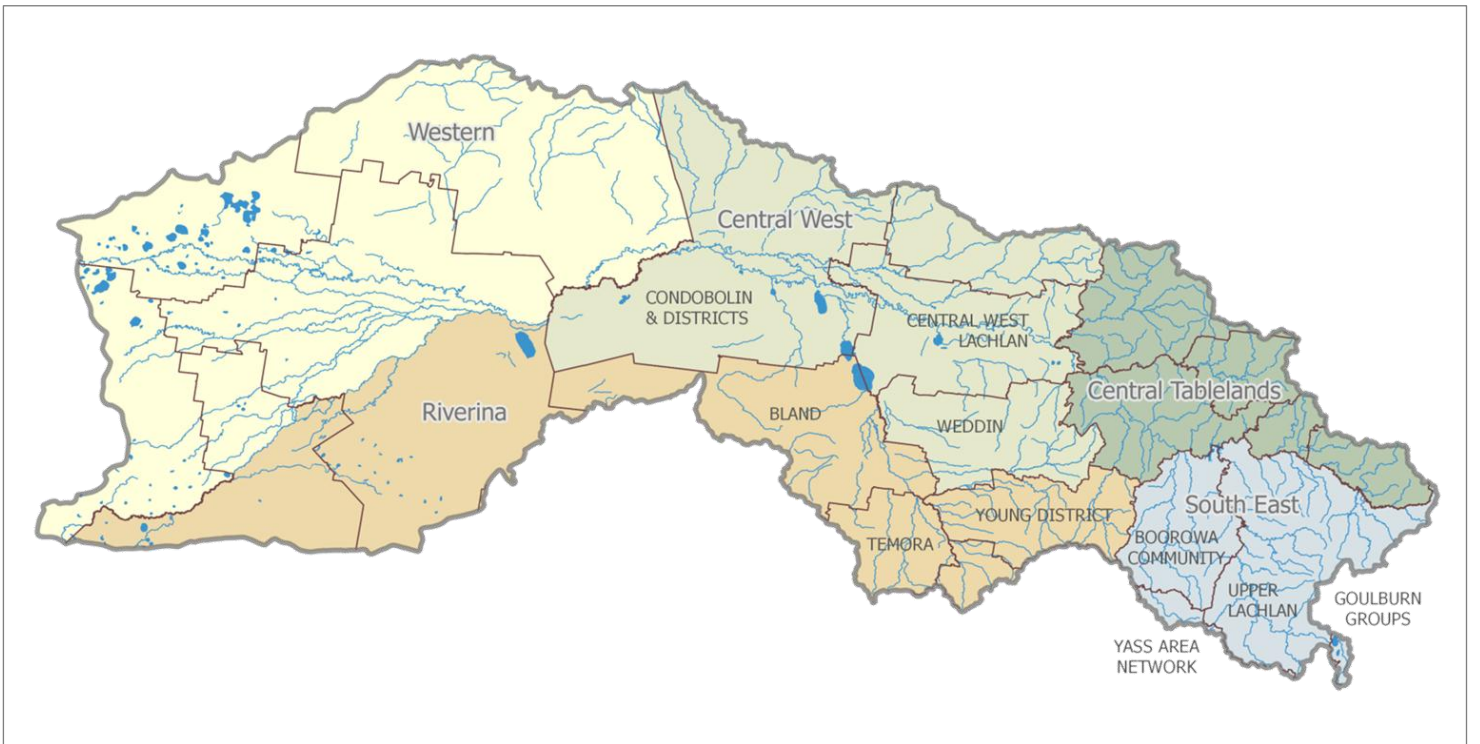 Western
Central West
CONDOBOLIN
& DISTRICTS
CENTRAL WEST
LACHLAN
Central Tablelands
Riverina
BLAND
WEDDIN
South East
YOUNG DISTRICT
TEMORA
BOOROWA
COMMUNITY
UPPER
LACHLAN
GOULBURN
GROUPS
YASS AREA
NETWORK